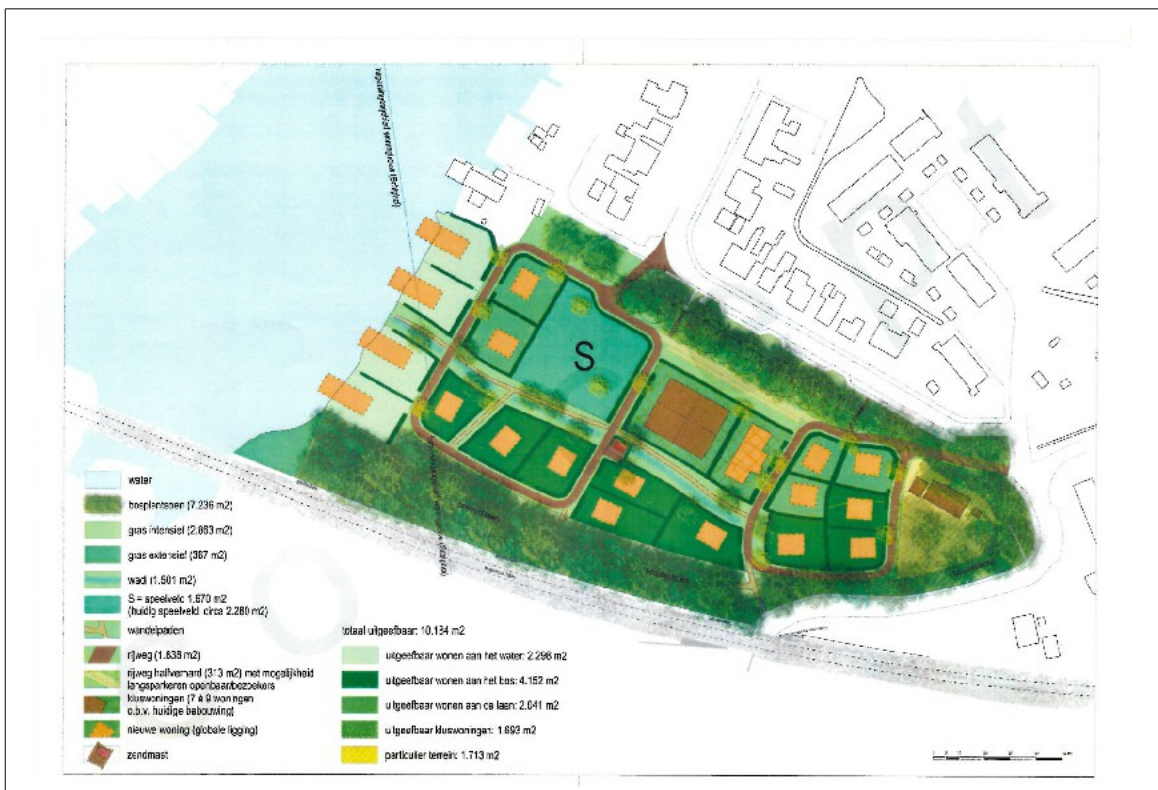 S
water
bosplantsoen (7.236 m2)
gras intensief (2.863 m2)
gras extensief (387 m2)
wadi (1.501 m2)
S = speelveld 1.670 m2
(huidig speelveld circa 2.280 m2)
wandelpaden
rijweg (1.838 m2)
rijweg halfverhard (313 m2) met mogelijkheid
langsparkeren openbaar/bezoekers
kluswoningen (7 à 9 woningen
o.b.v. huidige bebouwing)
nieuwe woning (globale ligging)
zendmast
totaal uitgeefbaar: 10.184 m2
uitgeefbaar wonen aan het water: 2.298 m2
uitgeefbaar wonen aan het bos: 4.152 m2
uitgeefbaar wonen aan de laan: 2.041 m2
uitgeefbaar kluswoningen: 1.693 m2
particulier terrein: 1.713 m2